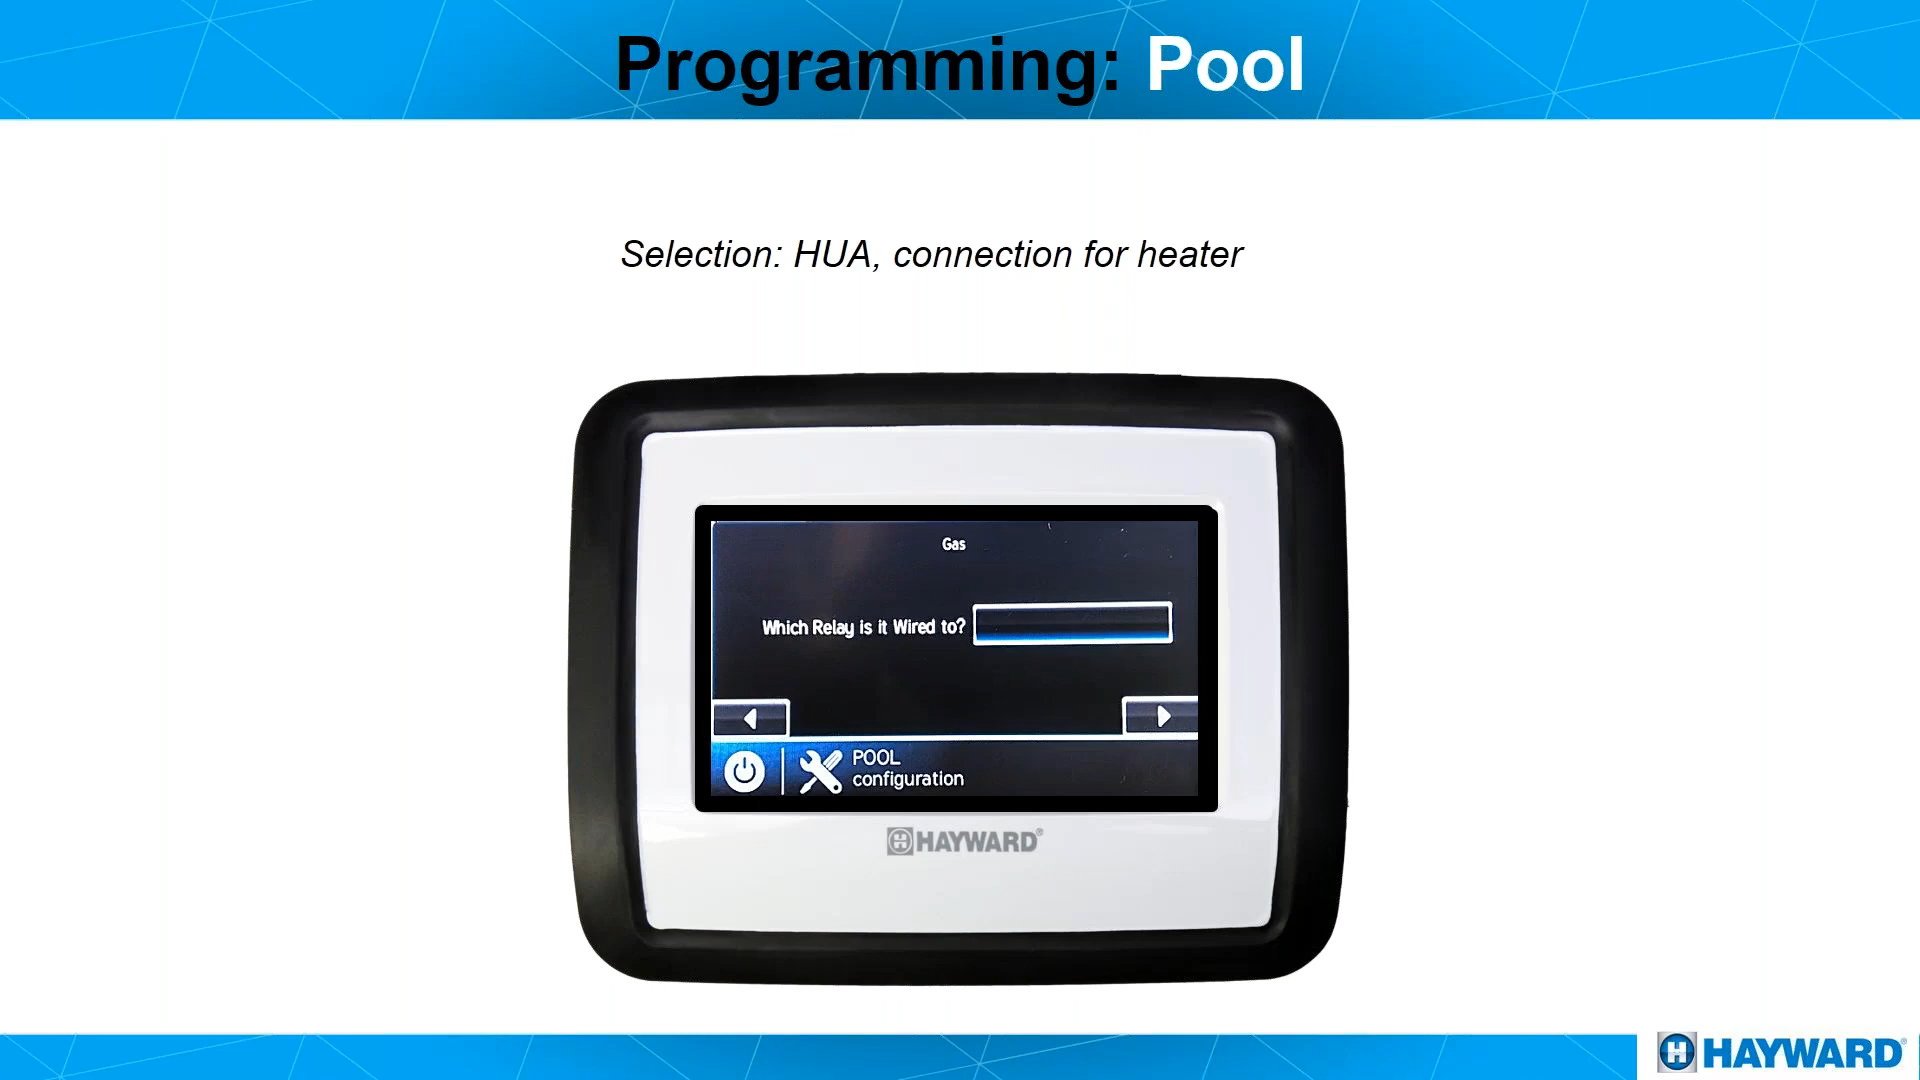 Programming: Pool
Selection: HUA, connection for heater
Gas
Which Relay is it Wired to?
POOL
configuration
HAYWARD®
HAYWARD®